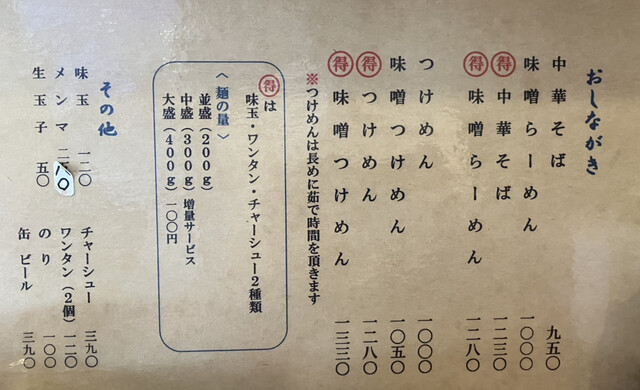 おしながき
中華そば 九五〇
味噌らーめん 一〇〇〇
得 中華そば 一二三〇
得 味噌らーめん 一二八〇
つけめん 一〇〇〇
味噌つけめん 一〇五〇
得 つけめん 一二八〇
得 味噌つけめん 一三三〇
※つけめんは長めに茹で時間を頂きます
得は
味玉・ワンタン・チャーシュー2種類
〈麺の量〉
並盛(200g)
中盛(300g)増量サービス
大盛(400g)一〇〇円
その他
味玉 一二〇
メンマ
生玉子 五〇
チャーシュー 三九〇
ワンタン(2個) 一二〇
のり 一〇〇
缶ビール 三九〇